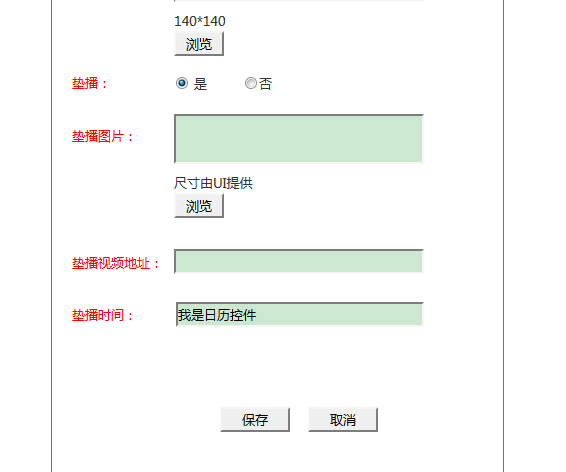 140*140
浏览
垫播： 是 否
垫播图片：
尺寸由UI提供
浏览
垫播视频地址：
垫播时间： 我是日历控件
保存 取消